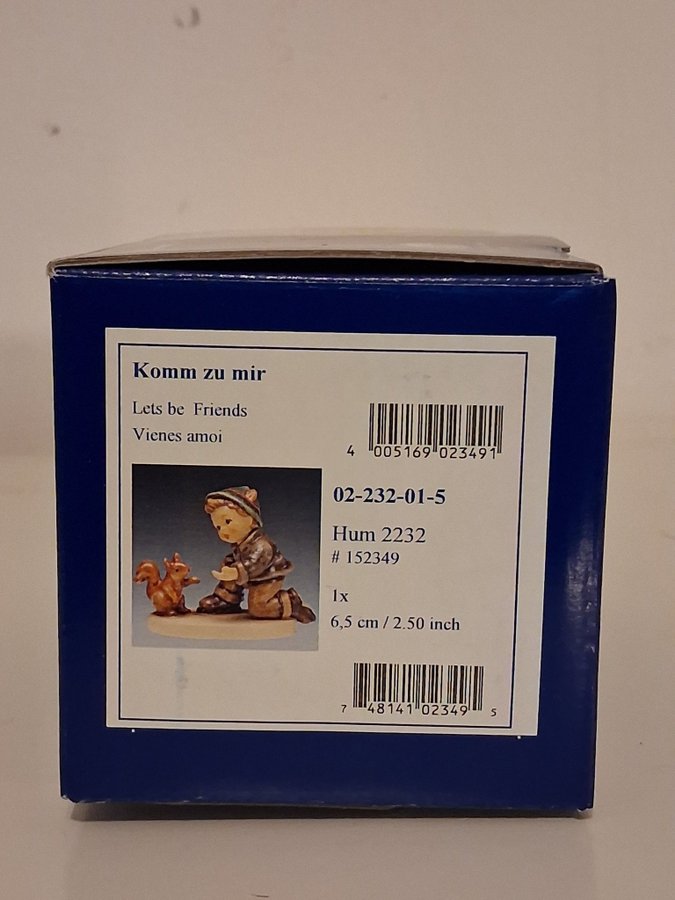 Komm zu mir
Lets be Friends
Vienes amoi
4 005169 023491
02-232-01-5
Hum 2232
# 152349
1x
6,5 cm / 2.50 inch
7 48141 02349 5